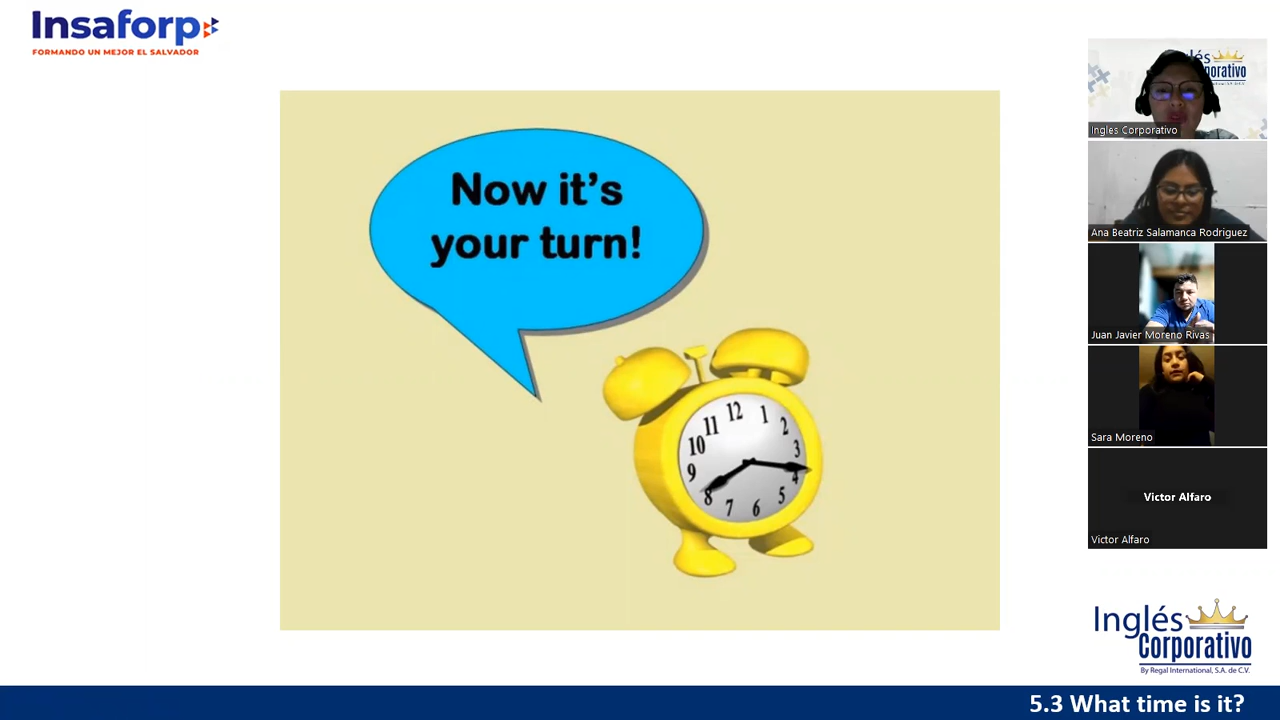 Insaforp
FORMANDO UN MEJOR EL SALVADOR
Now it's
your turn!
12
1
2
3
4
5
6
7
8
9
10
11
Ingles Corporativo
Ana Beatriz Salamanca Rodriguez
Juan Javier Moreno Rivas
Sara Moreno
Victor Alfaro
Victor Alfaro
Inglés
Corporativo
By Regal International, S.A. de C.V.
5.3 What time is it?